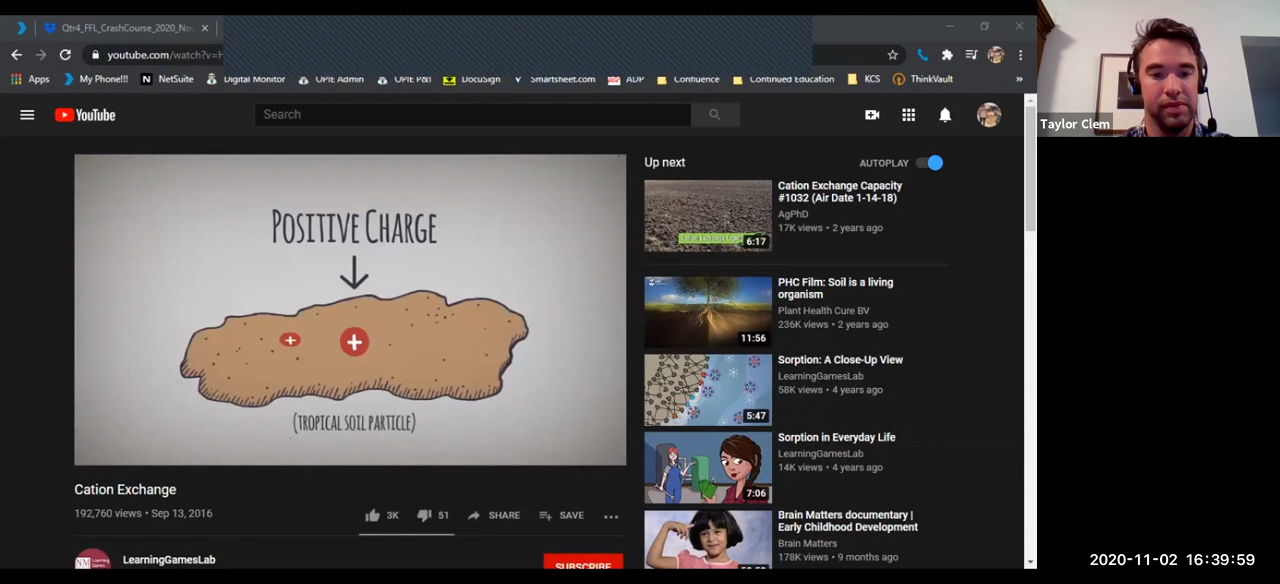 Qtr4_FFL_CrashCourse_2020_No
youtube.com/watch?v=
Apps My Phone!!! NetSuite Digital Monitor OPIE Admin OPIE P&I DocuSign Smartsheet.com ADP Confluence Continued Education KCS ThinkVault »
YouTube
Search
POSITIVE CHARGE
(TROPICAL SOIL PARTICLE)
Cation Exchange
192,760 views • Sep 13, 2016
3K 51 SHARE SAVE
LearningGamesLab
SUBSCRIBE
Up next
AUTOPLAY
6:17
Cation Exchange Capacity
#1032 (Air Date 1-14-18)
AgPhD
17K views • 2 years ago
11:56
PHC Film: Soil is a living
organism
Plant Health Cure BV
236K views • 2 years ago
5:47
Sorption: A Close-Up View
LearningGamesLab
58K views • 4 years ago
7:06
Sorption in Everyday Life
LearningGamesLab
14K views • 4 years ago
Brain Matters documentary |
Early Childhood Development
Brain Matters
178K views • 9 months ago
Taylor Clem
2020-11-02 16:39:59